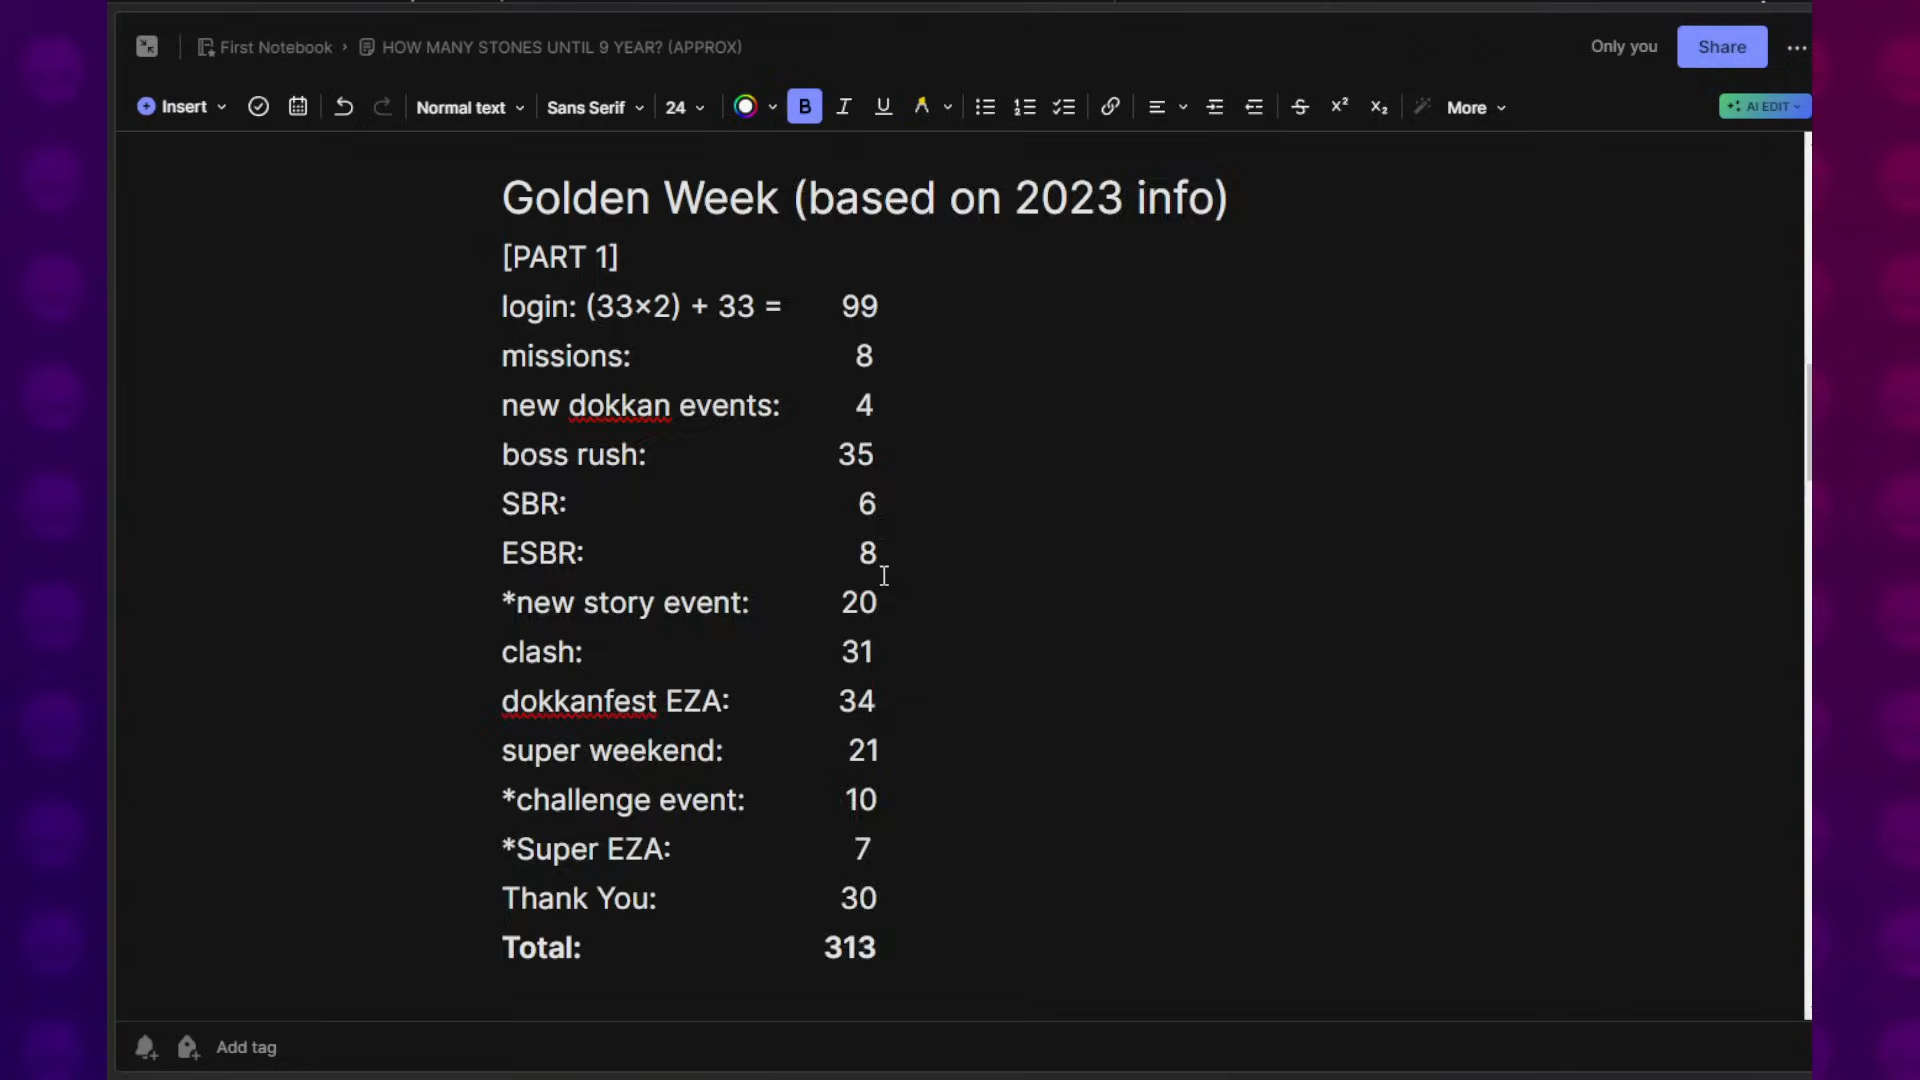 First Notebook › HOW MANY STONES UNTIL 9 YEAR? (APPROX) Only you Share
Insert Normal text Sans Serif 24 B I U More AI EDIT
Golden Week (based on 2023 info)
[PART 1]
login: (33×2) + 33 = 99
missions: 8
new dokkan events: 4
boss rush: 35
SBR: 6
ESBR: 8
*new story event: 20
clash: 31
dokkanfest EZA: 34
super weekend: 21
*challenge event: 10
*Super EZA: 7
Thank You: 30
Total: 313
Add tag